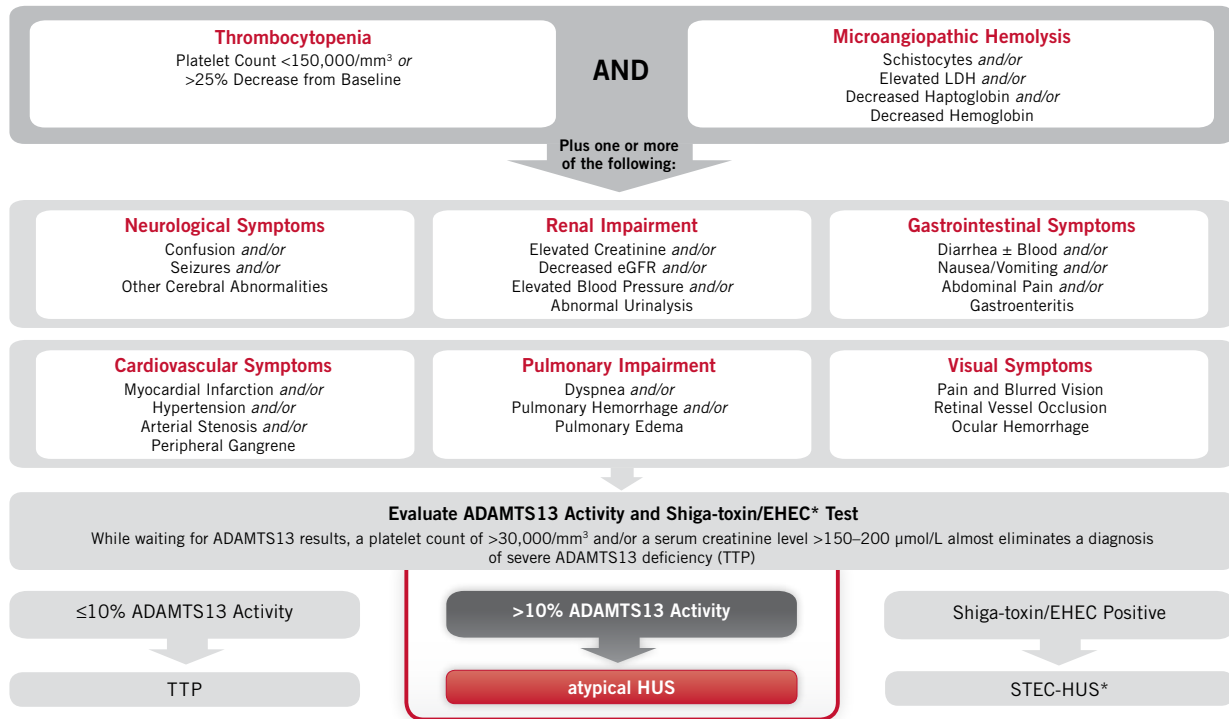 Thrombocytopenia
Platelet Count <150,000/mm³ or
>25% Decrease from Baseline
AND
Microangiopathic Hemolysis
Schistocytes and/or
Elevated LDH and/or
Decreased Haptoglobin and/or
Decreased Hemoglobin
Plus one or more
of the following:
Neurological Symptoms
Confusion and/or
Seizures and/or
Other Cerebral Abnormalities
Renal Impairment
Elevated Creatinine and/or
Decreased eGFR and/or
Elevated Blood Pressure and/or
Abnormal Urinalysis
Gastrointestinal Symptoms
Diarrhea ± Blood and/or
Nausea/Vomiting and/or
Abdominal Pain and/or
Gastroenteritis
Cardiovascular Symptoms
Myocardial Infarction and/or
Hypertension and/or
Arterial Stenosis and/or
Peripheral Gangrene
Pulmonary Impairment
Dyspnea and/or
Pulmonary Hemorrhage and/or
Pulmonary Edema
Visual Symptoms
Pain and Blurred Vision
Retinal Vessel Occlusion
Ocular Hemorrhage
Evaluate ADAMTS13 Activity and Shiga-toxin/EHEC* Test
While waiting for ADAMTS13 results, a platelet count of >30,000/mm³ and/or a serum creatinine level >150–200 µmol/L almost eliminates a diagnosis
of severe ADAMTS13 deficiency (TTP)
≤10% ADAMTS13 Activity
>10% ADAMTS13 Activity
Shiga-toxin/EHEC Positive
TTP
atypical HUS
STEC-HUS*